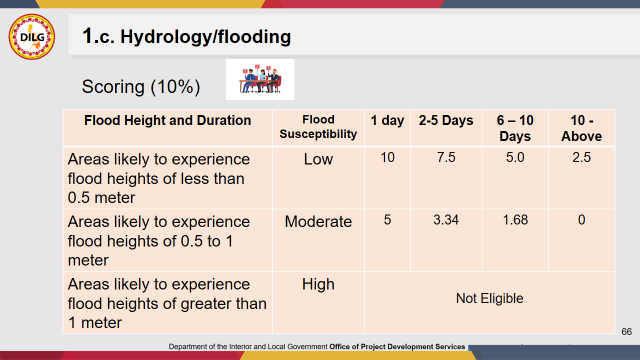 DILG
1.c. Hydrology/flooding
Scoring (10%)
Flood Height and Duration
Flood
Susceptibility
1 day
2-5 Days
6 – 10
Days
10 -
Above
Areas likely to experience
flood heights of less than
0.5 meter
Low
10
7.5
5.0
2.5
Areas likely to experience
flood heights of 0.5 to 1
meter
Moderate
5
3.34
1.68
0
Areas likely to experience
flood heights of greater than
1 meter
High
Not Eligible
66
Department of the Interior and Local Government Office of Project Development Services